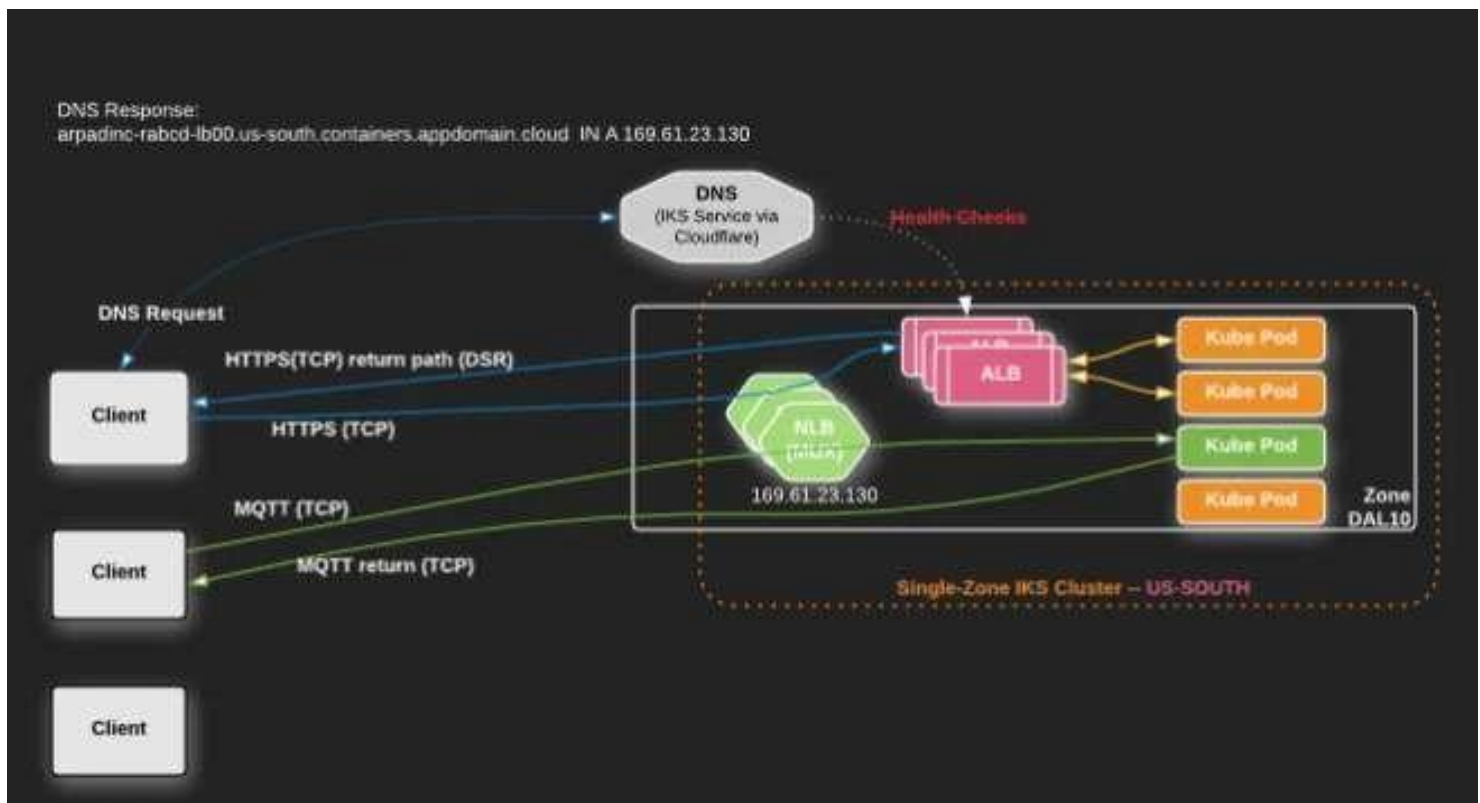 DNS Response:
arpadinc-rabcd-lb00.us-south.containers.appdomain.cloud IN A 169.61.23.130
DNS
(IKS Service via
Cloudflare)
Health Checks
DNS Request
HTTPS(TCP) return path (DSR)
HTTPS (TCP)
Client
ALB
ALB
Kube Pod
Kube Pod
Kube Pod
Kube Pod
NLB
(MUX)
169.61.23.130
Zone
DAL10
MQTT (TCP)
MQTT return (TCP)
Client
Single-Zone IKS Cluster – US-SOUTH
Client